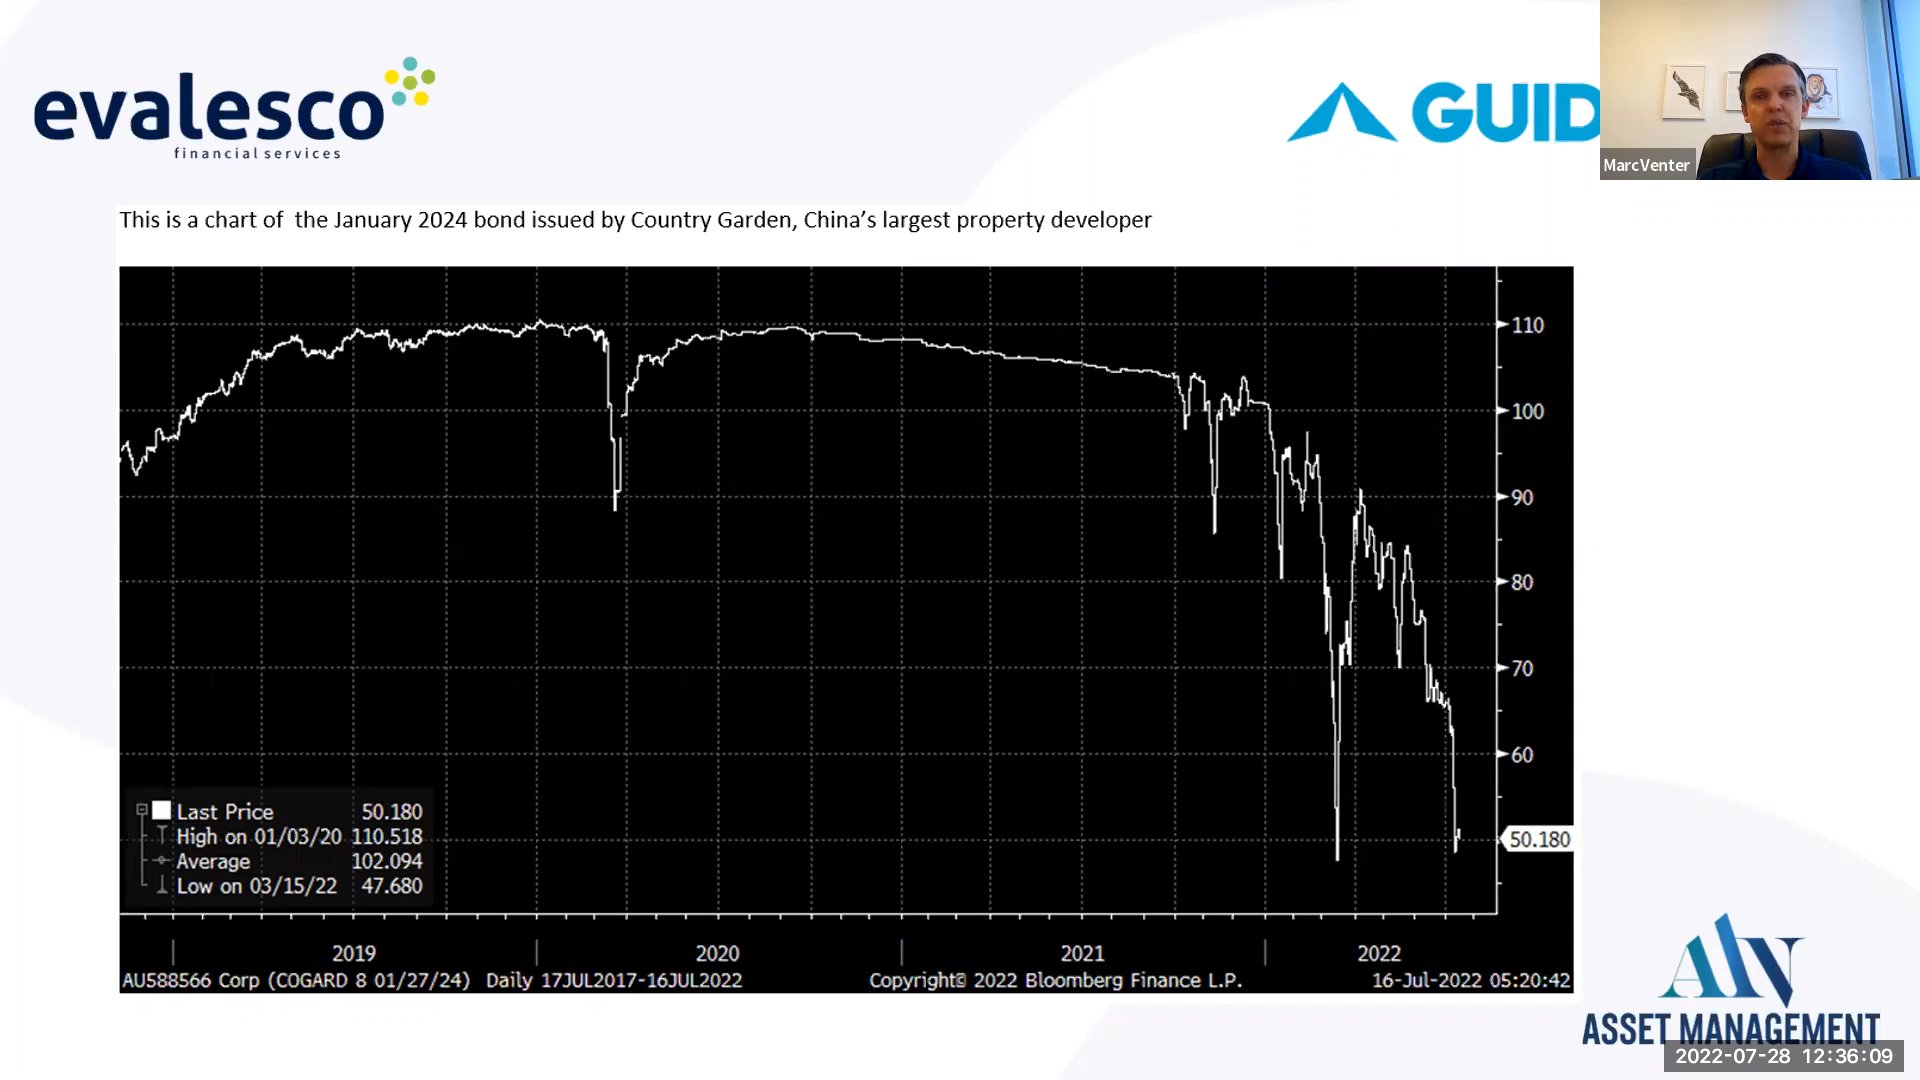 evalesco
financial services
GUID
MarcVenter
This is a chart of the January 2024 bond issued by Country Garden, China's largest property developer
110
100
90
80
70
60
50.180
Last Price 50.180
High on 01/03/20 110.518
Average 102.094
Low on 03/15/22 47.680
2019 2020 2021 2022
AU588566 Corp (COGARD 8 01/27/24) Daily 17JUL2017-16JUL2022 Copyright© 2022 Bloomberg Finance L.P. 16-Jul-2022 05:20:42
ASSET MANAGEMENT
2022-07-28 12:36:09